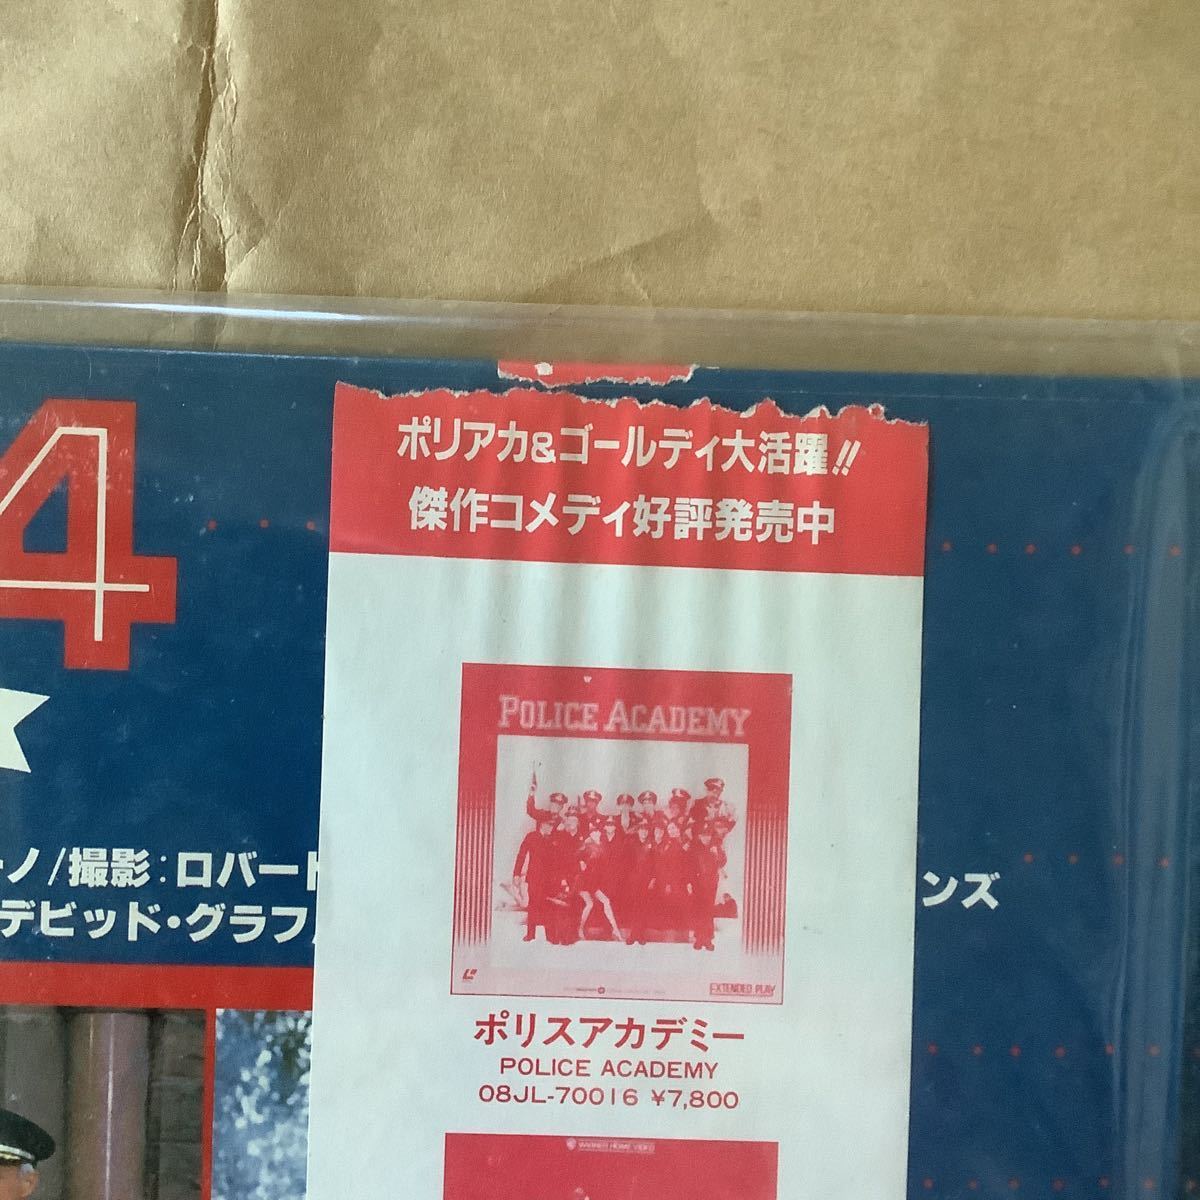 4
ポリアカ&ゴールディ大活躍!!
傑作コメディ好評発売中
POLICE ACADEMY
EXTENDED PLAY
ポリスアカデミー
POLICE ACADEMY
08JL-70016 ¥7,800
WARNER HOME VIDEO
ーノ/撮影:ロバート
ンズ
デビッド・グラフ/